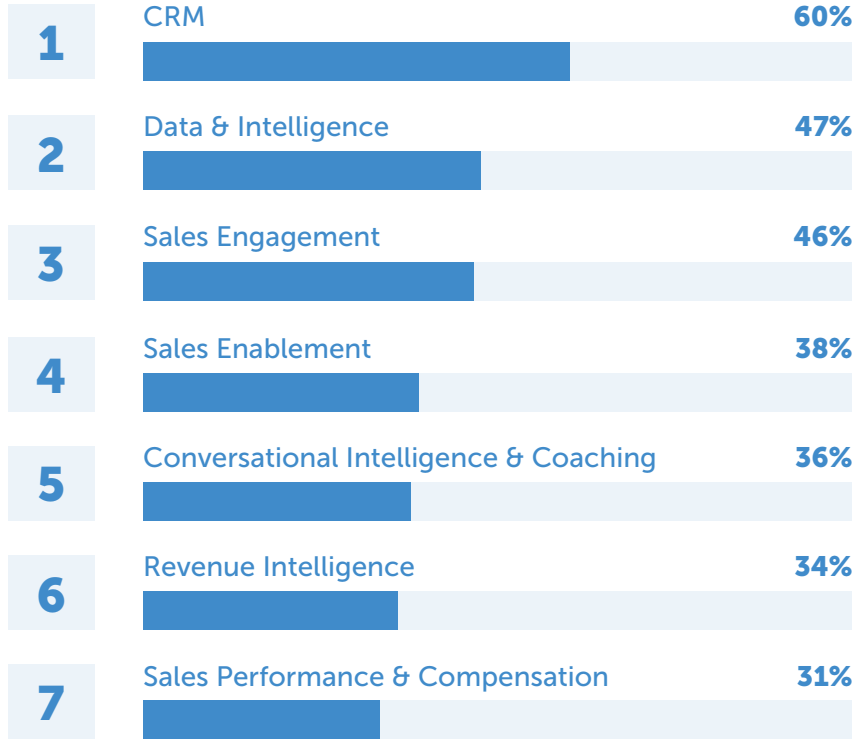 1
CRM 60%
2
Data & Intelligence 47%
3
Sales Engagement 46%
4
Sales Enablement 38%
5
Conversational Intelligence & Coaching 36%
6
Revenue Intelligence 34%
7
Sales Performance & Compensation 31%